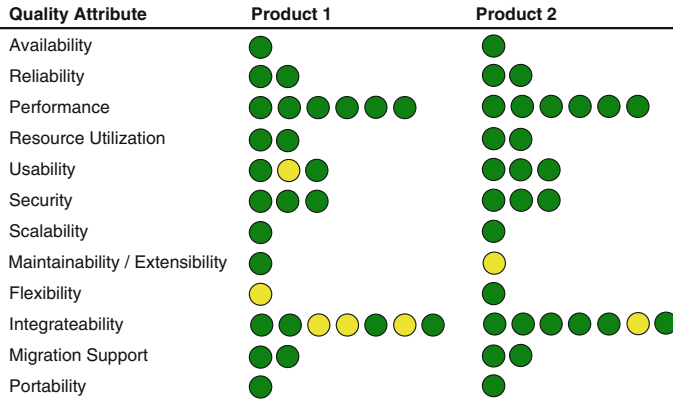 Quality Attribute Product 1 Product 2
Availability
Reliability
Performance
Resource Utilization
Usability
Security
Scalability
Maintainability / Extensibility
Flexibility
Integrateability
Migration Support
Portability